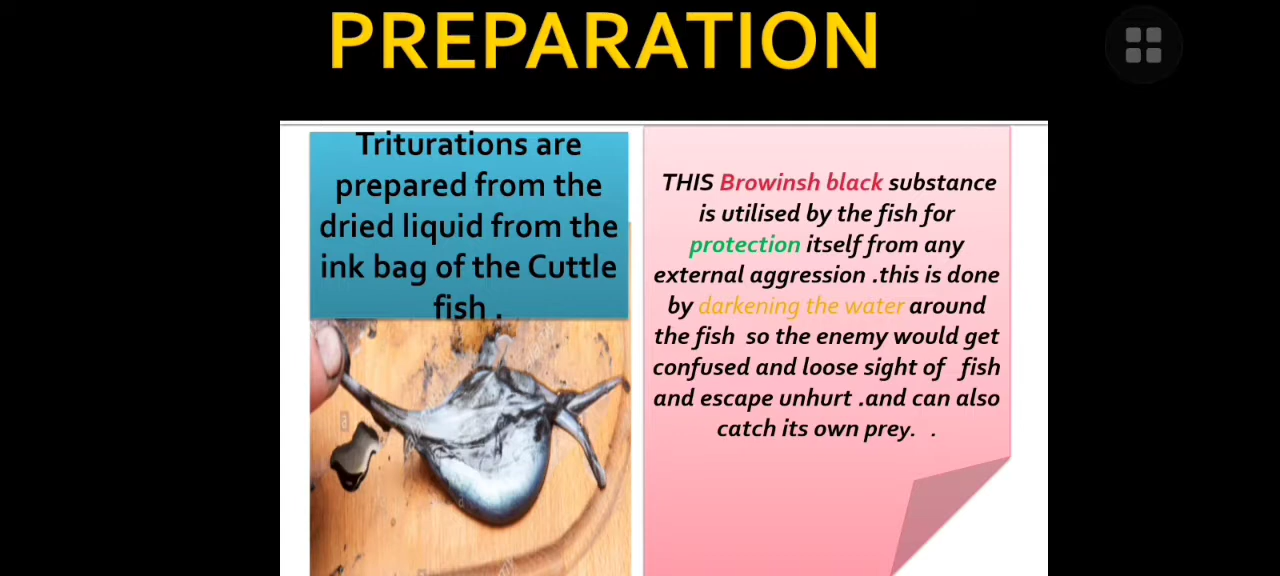 PREPARATION
Triturations are
prepared from the
dried liquid from the
ink bag of the Cuttle
fish .
THIS Browinsh black substance
is utilised by the fish for
protection itself from any
external aggression .this is done
by darkening the water around
the fish so the enemy would get
confused and loose sight of fish
and escape unhurt .and can also
catch its own prey. .